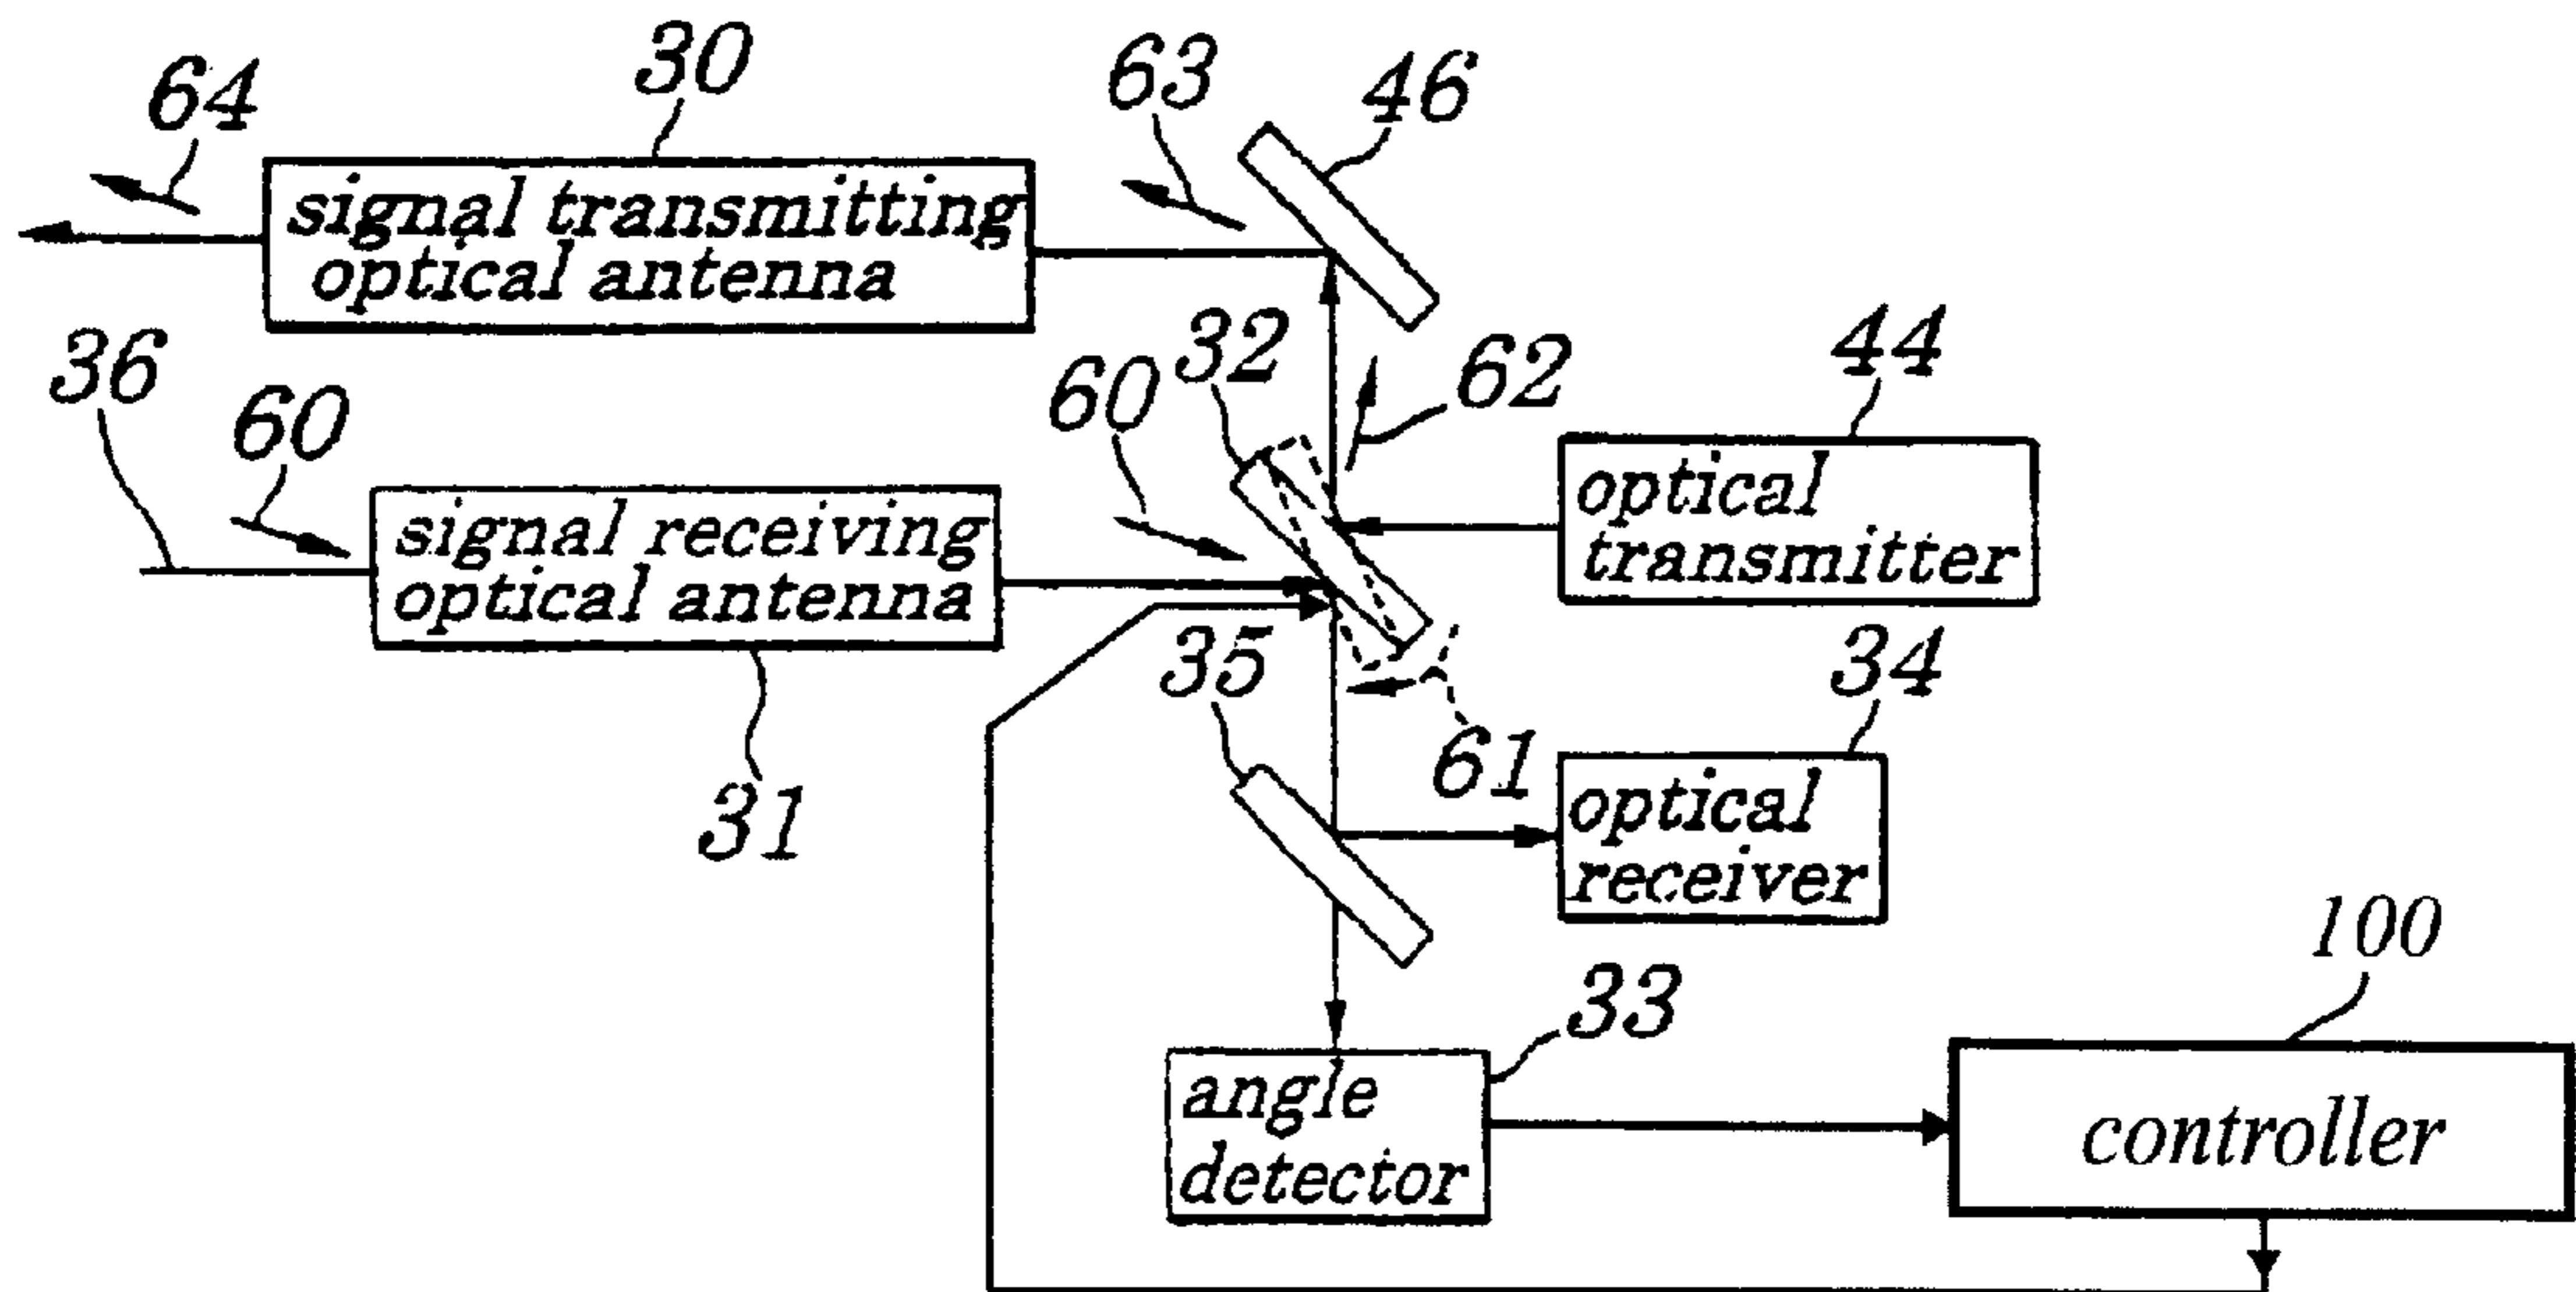 64
30
63
46
signal transmitting
optical antenna
36
60
60
32
62
44
signal receiving
optical antenna
optical
transmitter
31
35
61
34
optical
receiver
33
100
angle
detector
controller